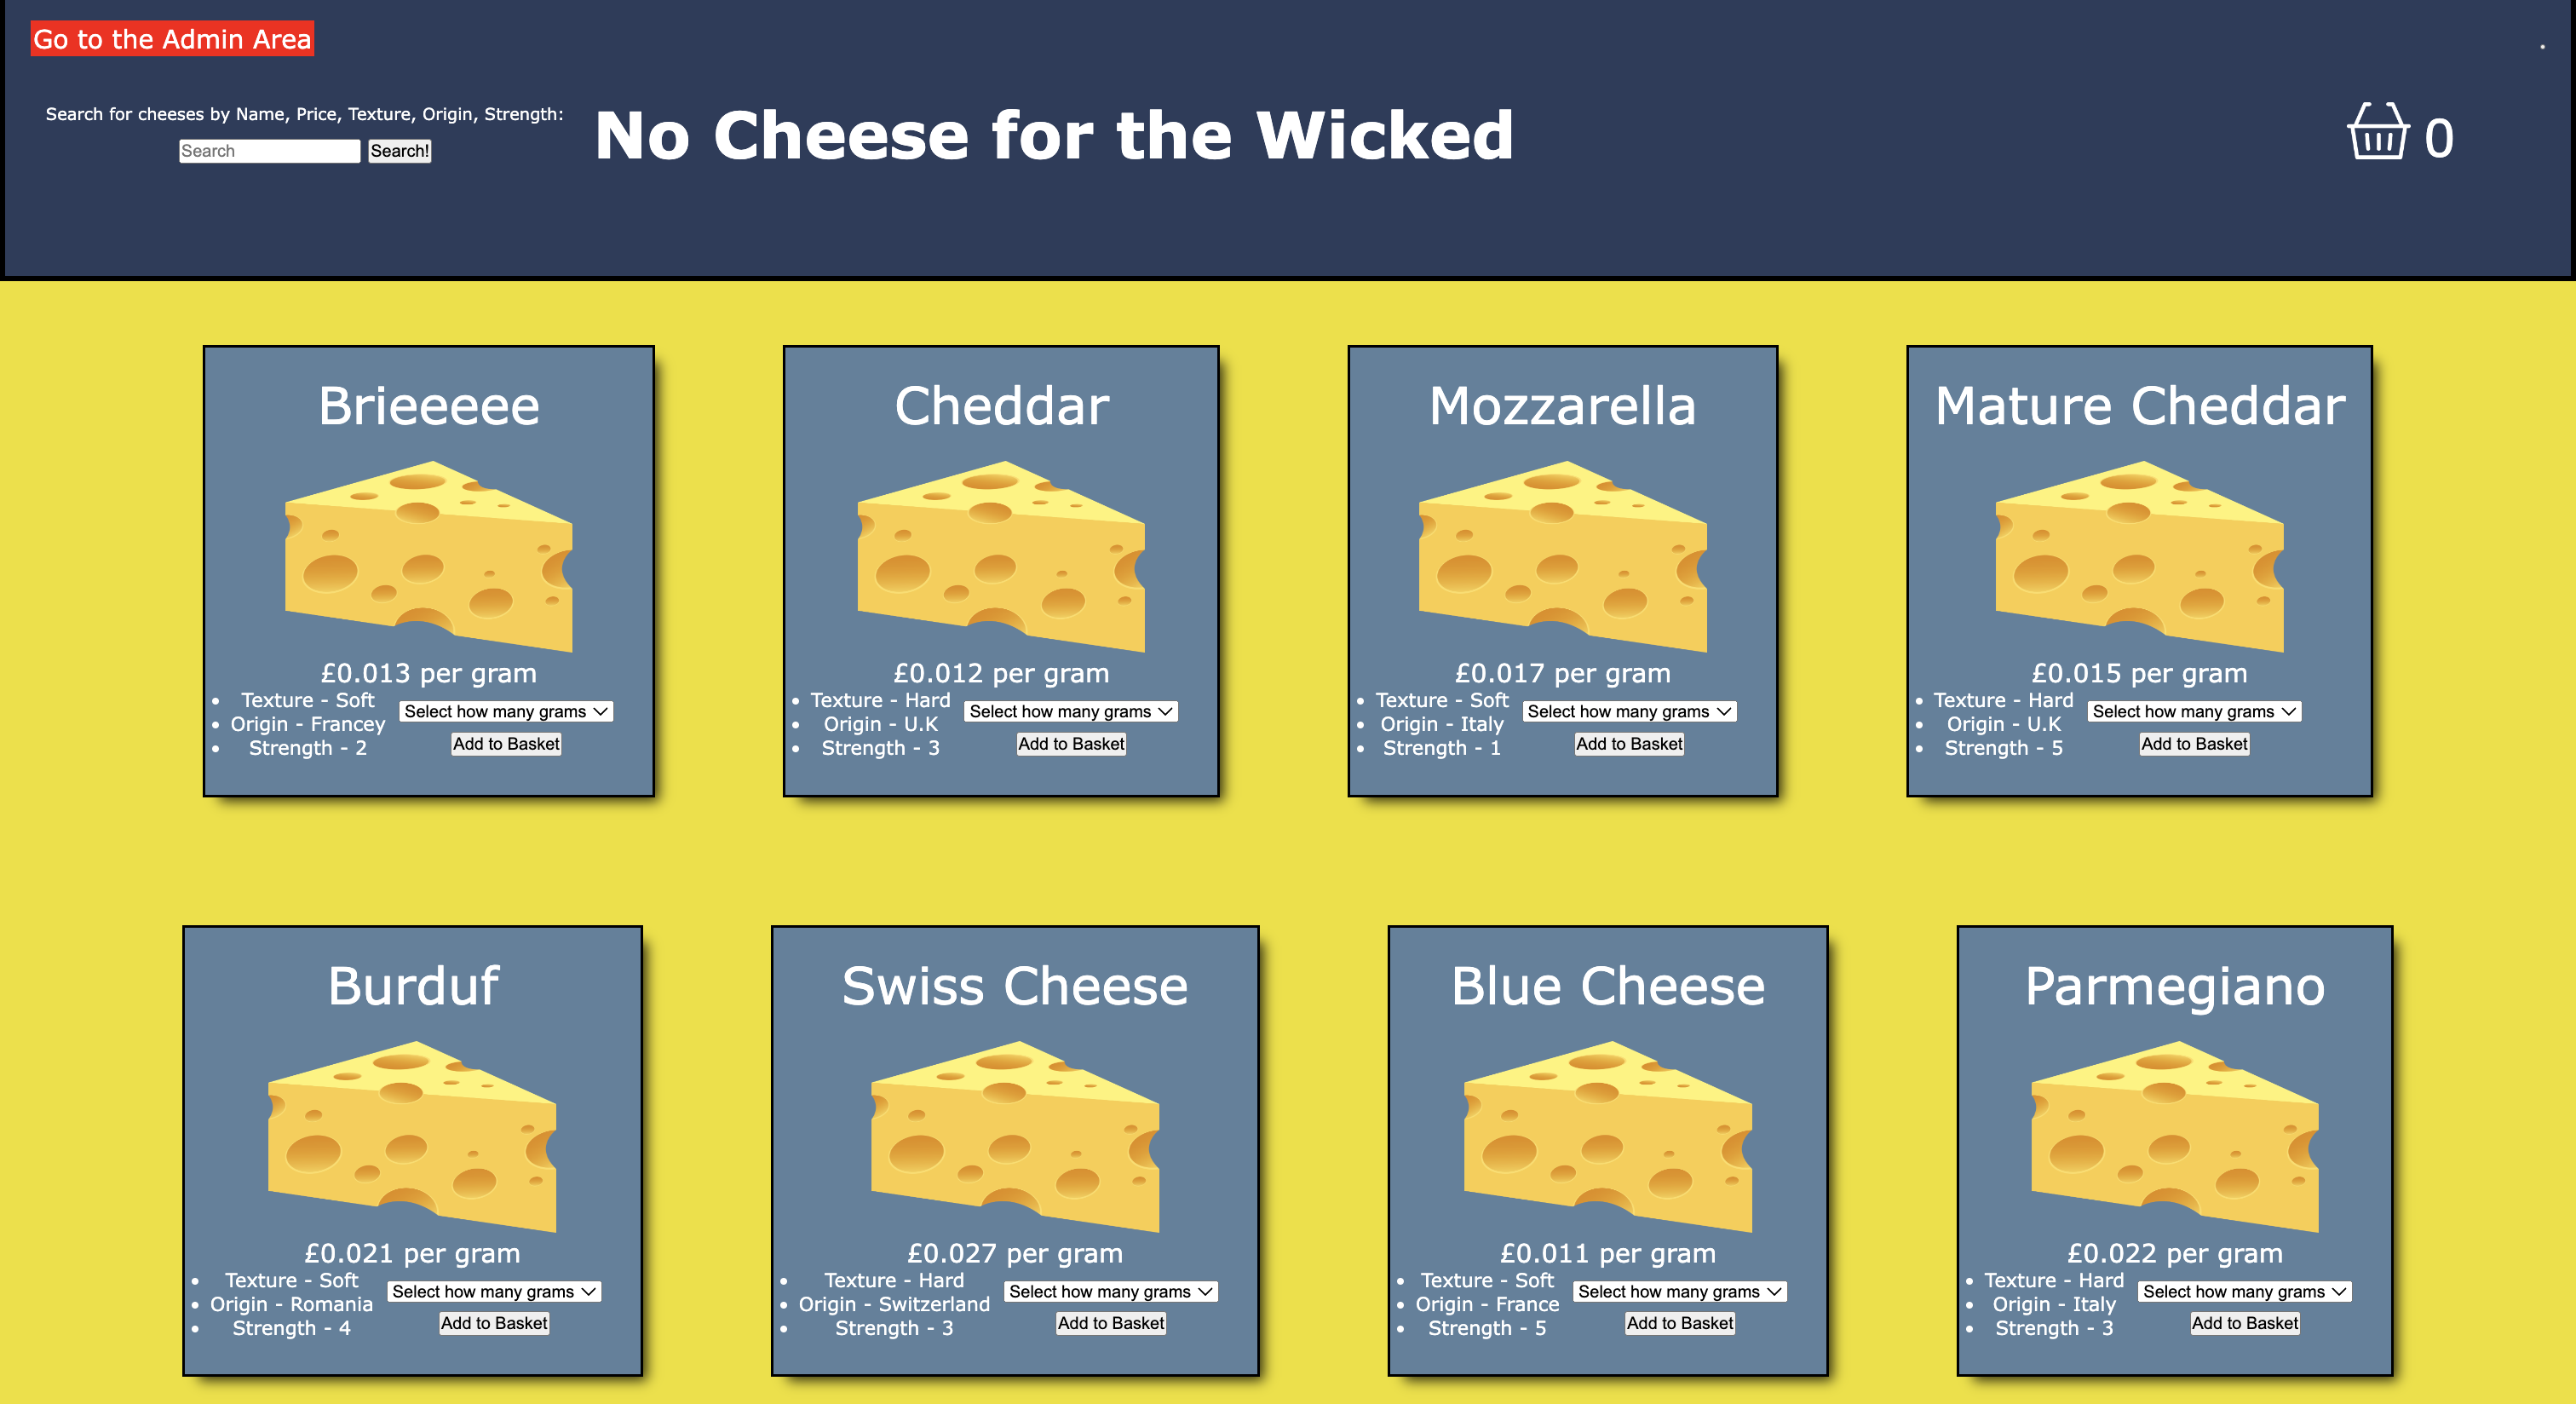 Go to the Admin Area
Search for cheeses by Name, Price, Texture, Origin, Strength:
Search Search!
No Cheese for the Wicked
0
Brieeeee
£0.013 per gram
Texture - Soft
Origin - Francey
Strength - 2
Select how many grams
Add to Basket
Cheddar
£0.012 per gram
Texture - Hard
Origin - U.K
Strength - 3
Select how many grams
Add to Basket
Mozzarella
£0.017 per gram
Texture - Soft
Origin - Italy
Strength - 1
Select how many grams
Add to Basket
Mature Cheddar
£0.015 per gram
Texture - Hard
Origin - U.K
Strength - 5
Select how many grams
Add to Basket
Burduf
£0.021 per gram
Texture - Soft
Origin - Romania
Strength - 4
Select how many grams
Add to Basket
Swiss Cheese
£0.027 per gram
Texture - Hard
Origin - Switzerland
Strength - 3
Select how many grams
Add to Basket
Blue Cheese
£0.011 per gram
Texture - Soft
Origin - France
Strength - 5
Select how many grams
Add to Basket
Parmegiano
£0.022 per gram
Texture - Hard
Origin - Italy
Strength - 3
Select how many grams
Add to Basket